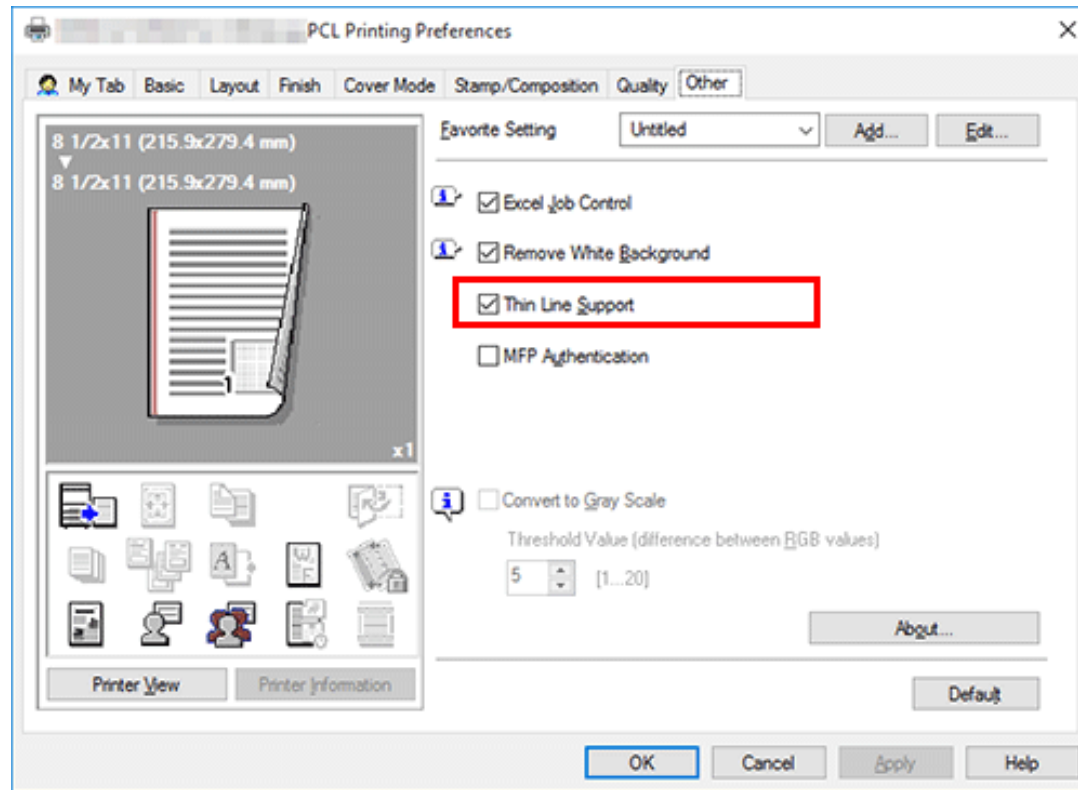 PCL Printing Preferences
My Tab Basic Layout Finish Cover Mode Stamp/Composition Quality Other
8 1/2x11 (215.9x279.4 mm)
8 1/2x11 (215.9x279.4 mm)
1
x1
Favorite Setting Untitled Add... Edit...
Excel Job Control
Remove White Background
Thin Line Support
MFP Authentication
Convert to Gray Scale
Threshold Value (difference between RGB values)
5 [1...20]
About...
Printer View Printer Information
Default
OK Cancel Apply Help